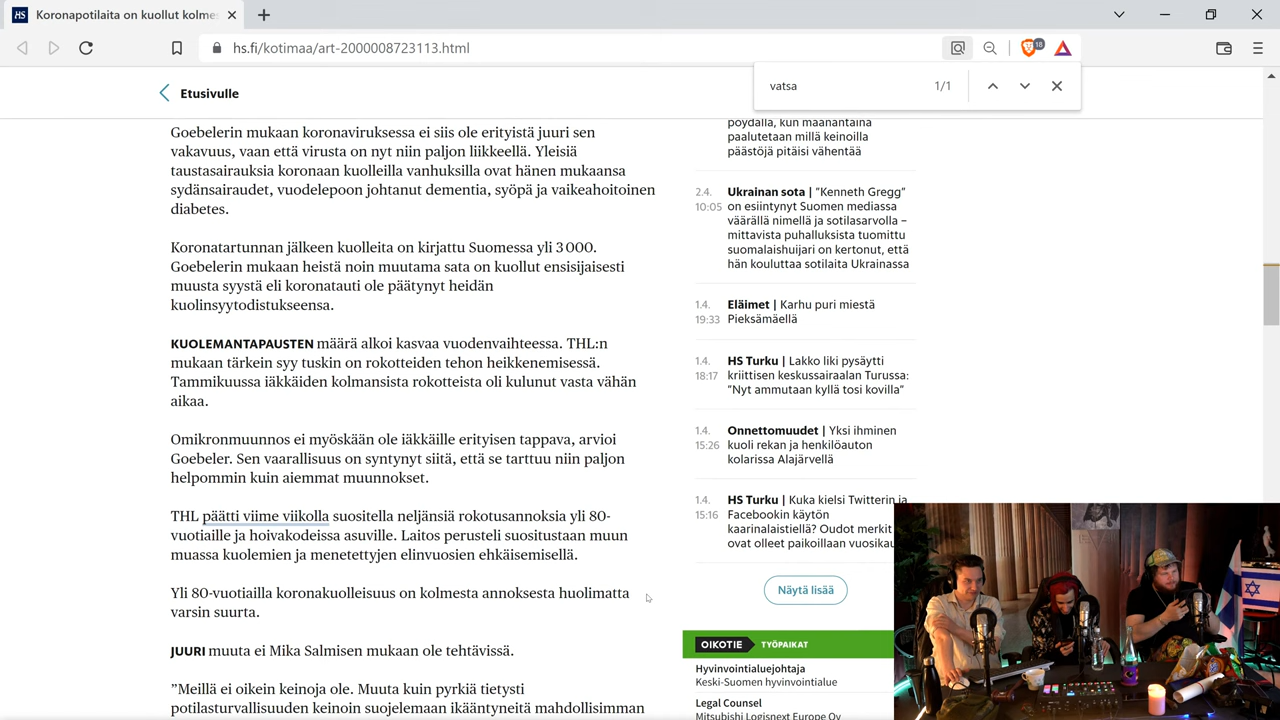 HS Koronapotilaita on kuollut kolmes
hs.fi/kotimaa/art-2000008723113.html
18
vatsa
1/1
Etusivulle
Goebelerin mukaan koronaviruksessa ei siis ole erityistä juuri sen
vakavuus, vaan että virusta on nyt niin paljon liikkeellä. Yleisiä
taustasairauksia koronaan kuolleilla vanhuksilla ovat hänen mukaansa
sydänsairaudet, vuodelepoon johtanut dementia, syöpä ja vaikeahoitoinen
diabetes.
Koronatartunnan jälkeen kuolleita on kirjattu Suomessa yli 3 000.
Goebelerin mukaan heistä noin muutama sata on kuollut ensisijaisesti
muusta syystä eli koronatauti ole päätynyt heidän
kuolinsyytodistukseensa.
KUOLEMANTAPAUSTEN määrä alkoi kasvaa vuodenvaihteessa. THL:n
mukaan tärkein syy tuskin on rokotteiden tehon heikkenemisessä.
Tammikuussa iäkkäiden kolmansista rokotteista oli kulunut vasta vähän
aikaa.
Omikronmuunnos ei myöskään ole iäkkäille erityisen tappava, arvioi
Goebeler. Sen vaarallisuus on syntynyt siitä, että se tarttuu niin paljon
helpommin kuin aiemmat muunnokset.
THL päätti viime viikolla suositella neljänsiä rokotusannoksia yli 80-
vuotiaille ja hoivakodeissa asuville. Laitos perusteli suositustaan muun
muassa kuolemien ja menetettyjen elinvuosien ehkäisemisellä.
Yli 80-vuotiailla koronakuolleisuus on kolmesta annoksesta huolimatta
varsin suurta.
JUURI muuta ei Mika Salmisen mukaan ole tehtävissä.
”Meillä ei oikein keinoja ole. Muuta kuin pyrkiä tietysti
potilasturvallisuuden keinoin suojelemaan ikääntyneitä mahdollisimman
pöydällä, kun maanantaina
paalutetaan millä keinoilla
päästöjä pitäisi vähentää
2.4.
10:05
Ukrainan sota | ”Kenneth Gregg”
on esiintynyt Suomen mediassa
väärällä nimellä ja sotilasarvolla –
mittavista puhalluksista tuomittu
suomalaishuijari on kertonut, että
hän kouluttaa sotilaita Ukrainassa
1.4.
19:33
Eläimet | Karhu puri miestä
Pieksämäellä
1.4.
18:17
HS Turku | Lakko liki pysäytti
kriittisen keskussairaalan Turussa:
”Nyt ammutaan kyllä tosi kovilla”
1.4.
15:26
Onnettomuudet | Yksi ihminen
kuoli rekan ja henkilöauton
kolarissa Alajärvellä
1.4.
15:16
HS Turku | Kuka kielsi Twitterin ja
Facebookin käytön
kaarinalaistiellä? Oudot merkit
ovat olleet paikoillaan vuosikau
Näytä lisää
OIKOTIE TYÖPAIKAT
Hyvinvointialuejohtaja
Keski-Suomen hyvinvointialue
Legal Counsel
Mitsubishi Logisnext Europe Oy